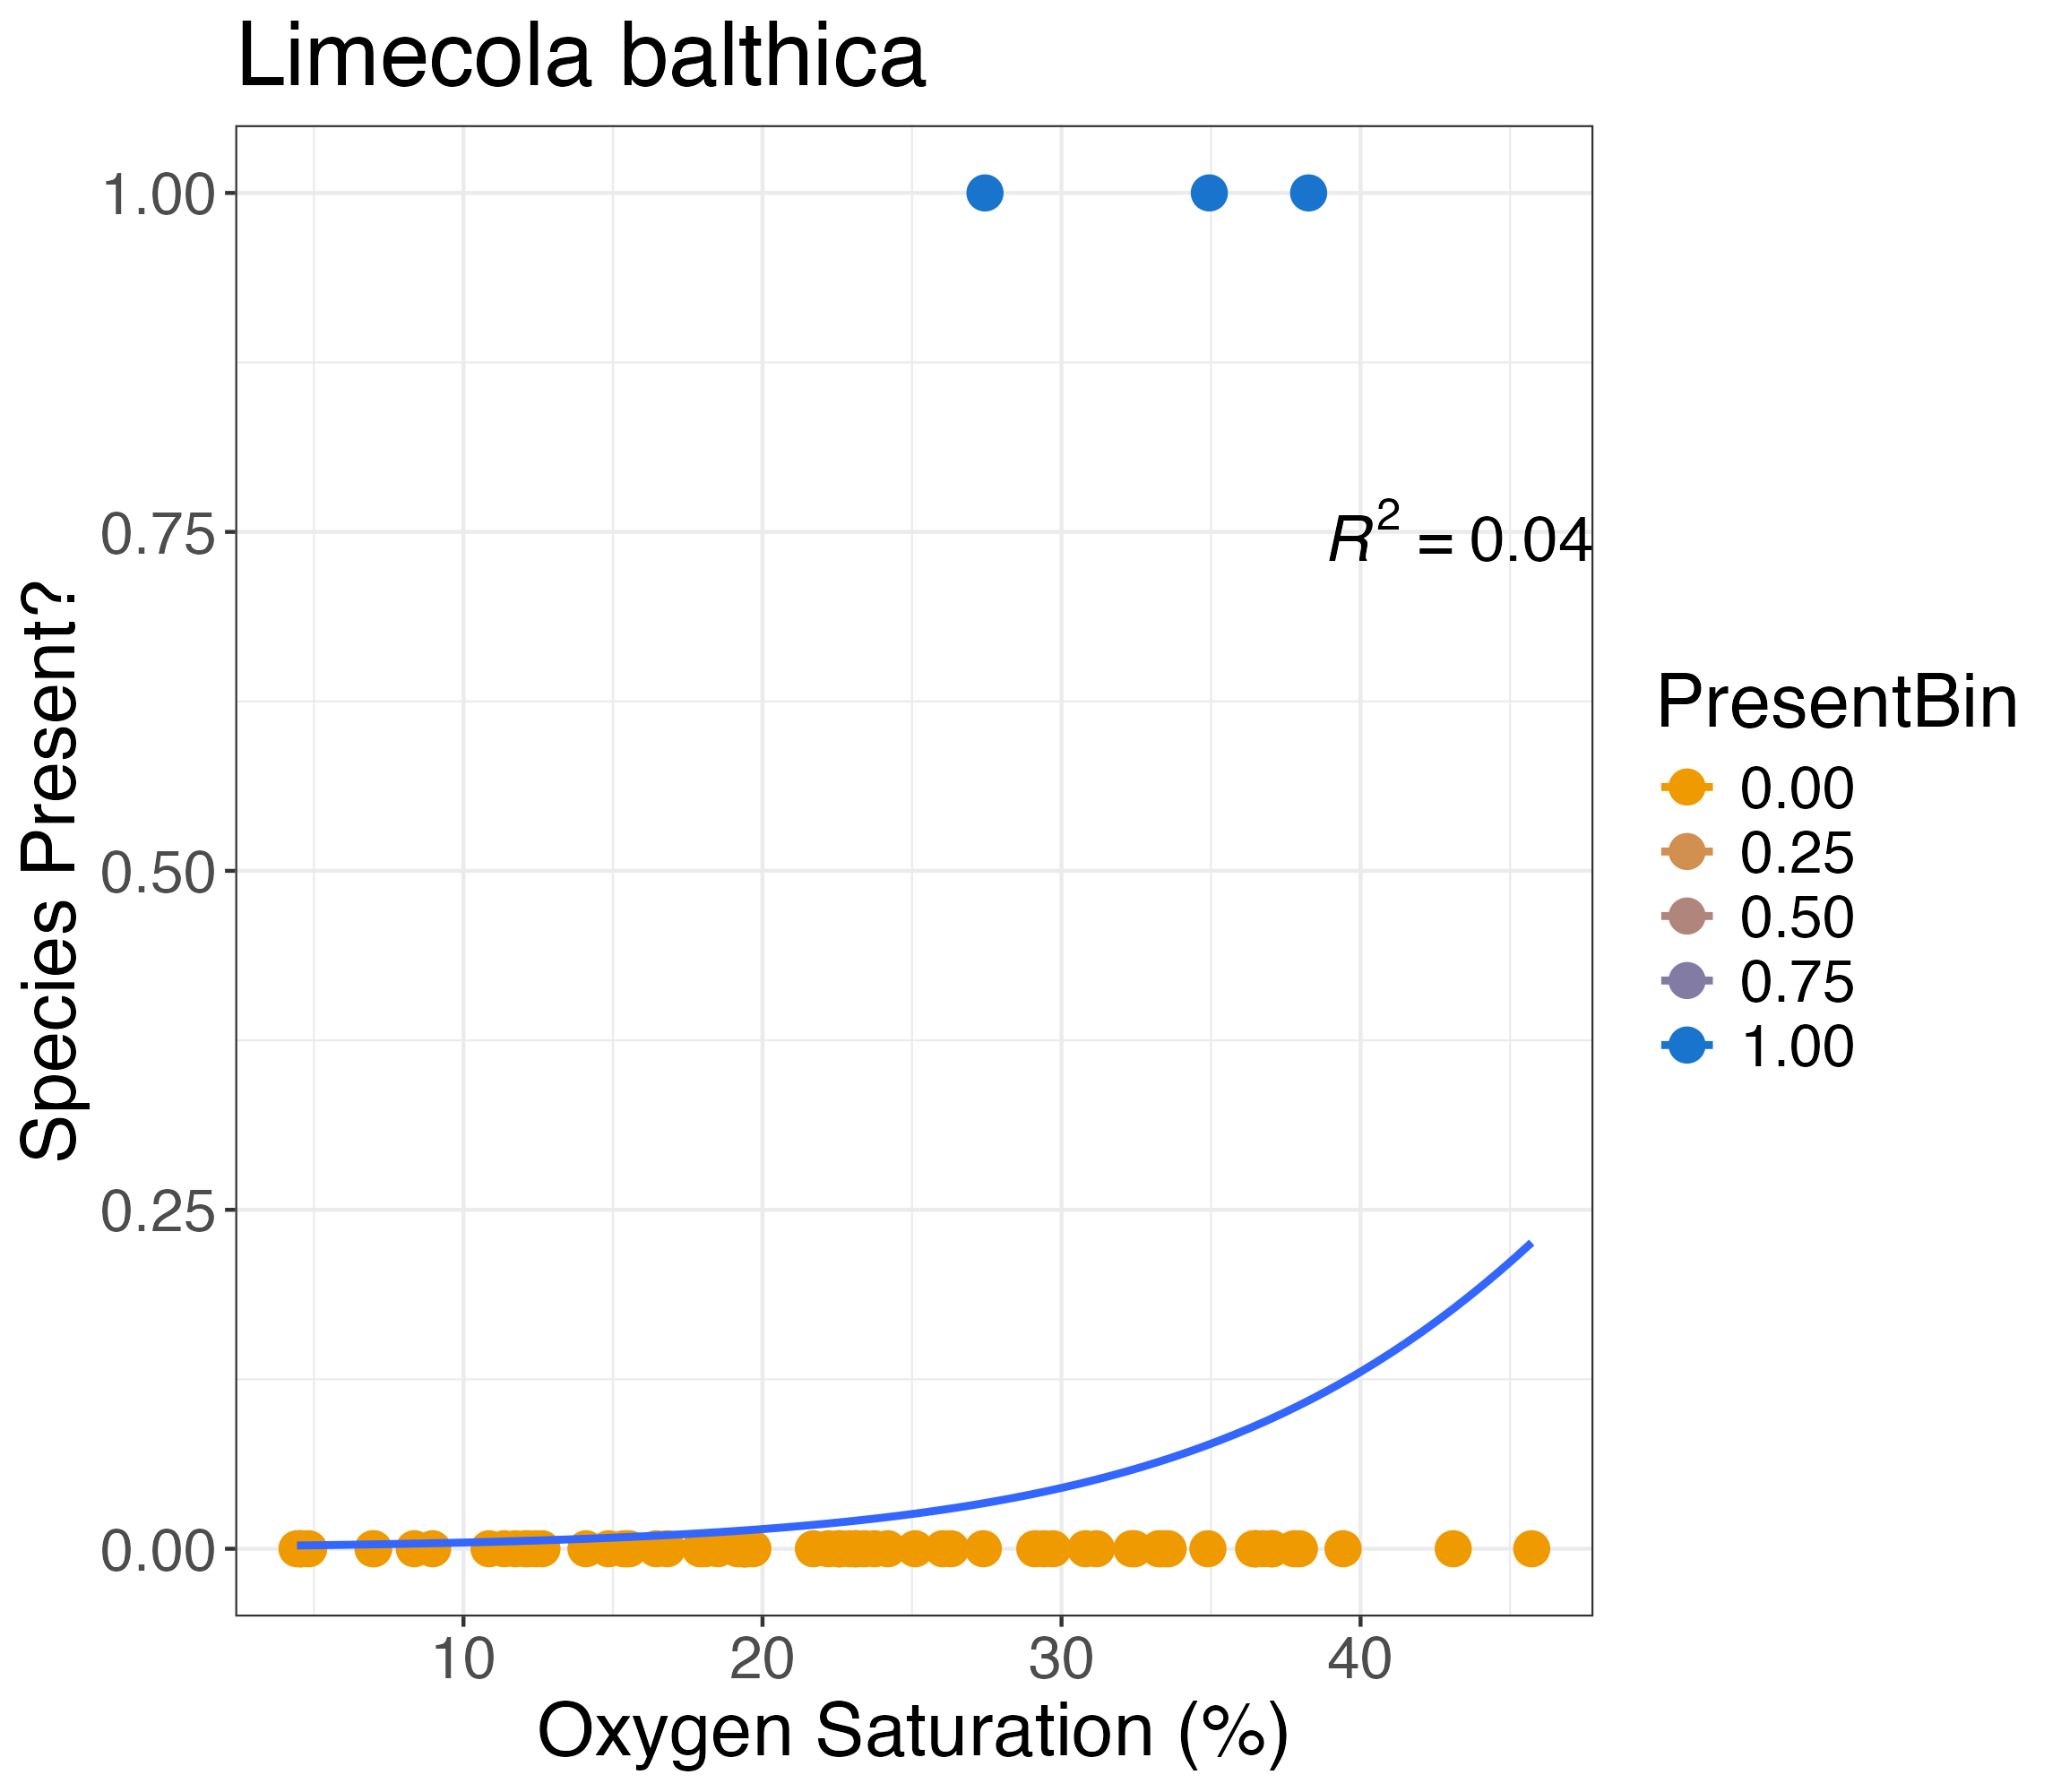 Limecola balthica
Species Present?
1.00
0.75
0.50
0.25
0.00
R² = 0.04
10 20 30 40
Oxygen Saturation (%)
PresentBin
0.00
0.25
0.50
0.75
1.00